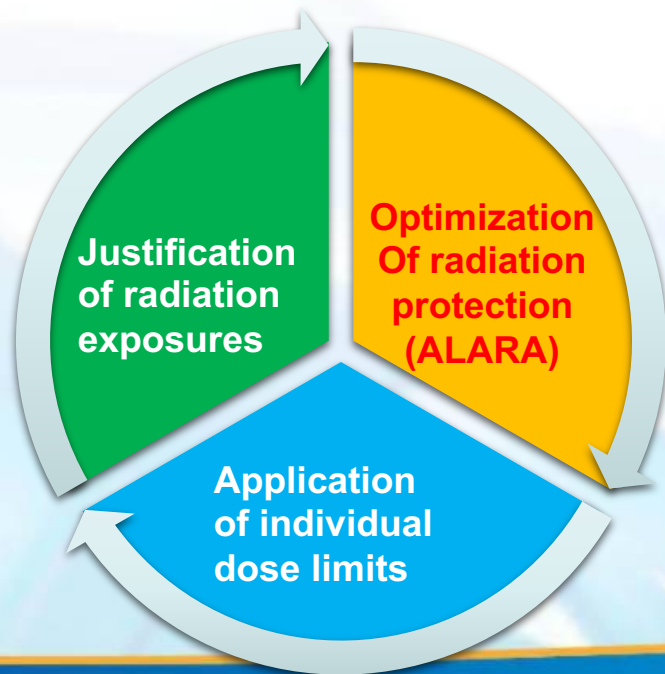 Justification
of radiation
exposures
Optimization
Of radiation
protection
(ALARA)
Application
of individual
dose limits